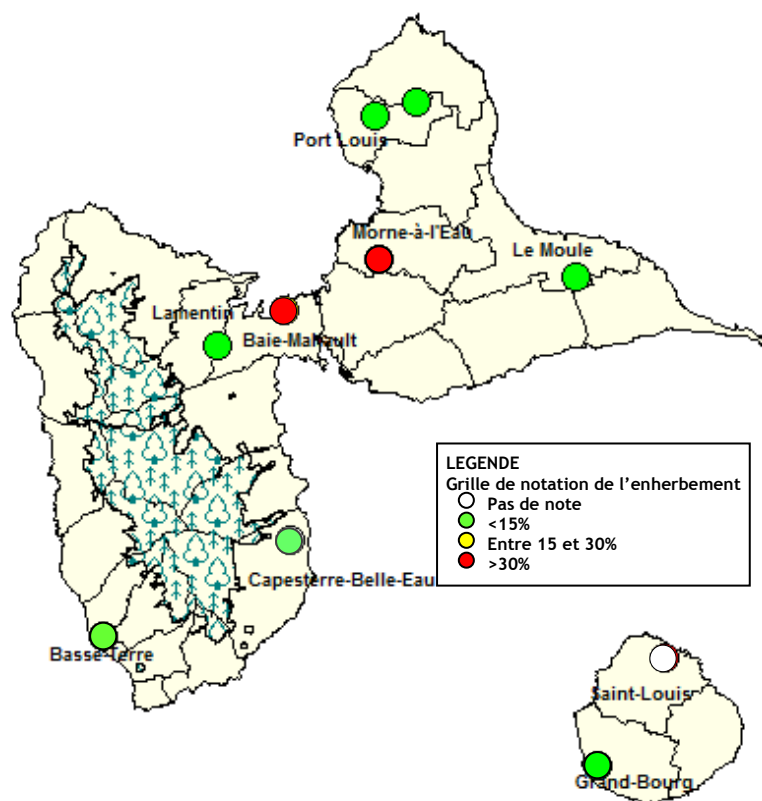 Port Louis
Morne-à-l'Eau
Le Moule
Lamentin
Baie-Mahault
LEGENDE
Grille de notation de l'enherbement
Pas de note
<15%
Entre 15 et 30%
>30%
Capesterre-Belle-Eau
Basse-Terre
Saint-Louis
Grand-Bourg